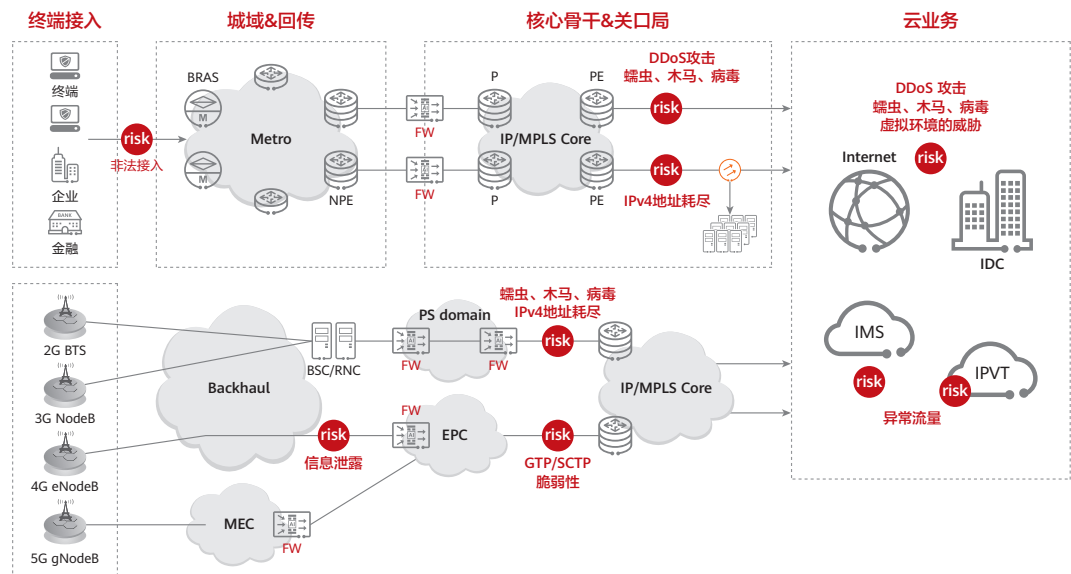 终端接入
城域&回传
核心骨干&关口局
云业务
终端
企业
BANK
金融
risk
非法接入
BRAS
M
M
Metro
NPE
FW
FW
P
PE
IP/MPLS Core
P
PE
DDoS攻击
蠕虫、木马、病毒
risk
risk
IPv4地址耗尽
DDoS 攻击
蠕虫、木马、病毒
虚拟环境的威胁
Internet
risk
IDC
IMS
risk
IPVT
risk
异常流量
2G BTS
3G NodeB
4G eNodeB
5G gNodeB
Backhaul
BSC/RNC
PS domain
AI
FW
AI
FW
蠕虫、木马、病毒
IPv4地址耗尽
risk
IP/MPLS Core
risk
信息泄露
FW
AI
EPC
risk
GTP/SCTP
脆弱性
MEC
AI
FW
AI
AI